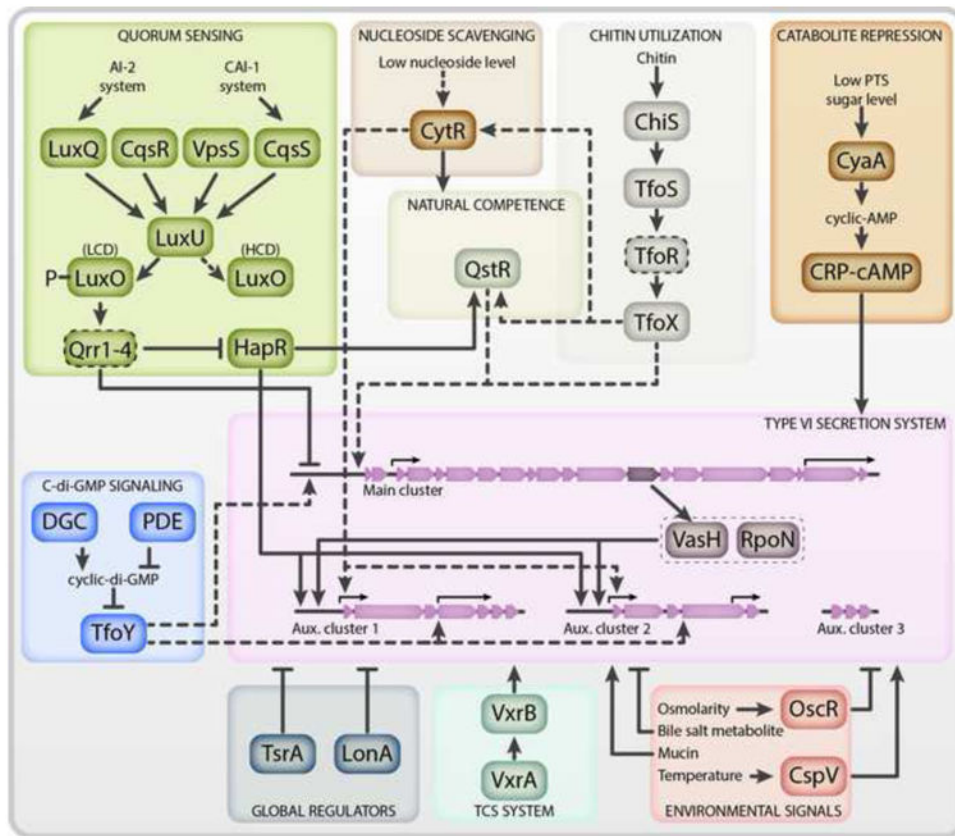 QUORUM SENSING
AI-2
system
CAI-1
system
LuxQ
CqsR
VpsS
CqsS
LuxU
(LCD)
(HCD)
P
LuxO
LuxO
Qrr1-4
HapR
NUCLEOSIDE SCAVENGING
Low nucleoside level
CytR
NATURAL COMPETENCE
QstR
CHITIN UTILIZATION
Chitin
ChiS
TfoS
TfoR
TfoX
CATABOLITE REPRESSION
Low PTS
sugar level
CyaA
cyclic-AMP
CRP-cAMP
TYPE VI SECRETION SYSTEM
Main cluster
VasH
RpoN
Aux. cluster 1
Aux. cluster 2
Aux. cluster 3
C-di-GMP SIGNALING
DGC
PDE
cyclic-di-GMP
TfoY
TsrA
LonA
GLOBAL REGULATORS
VxrB
VxrA
TCS SYSTEM
Osmolarity
OscR
Bile salt metabolite
Mucin
Temperature
CspV
ENVIRONMENTAL SIGNALS